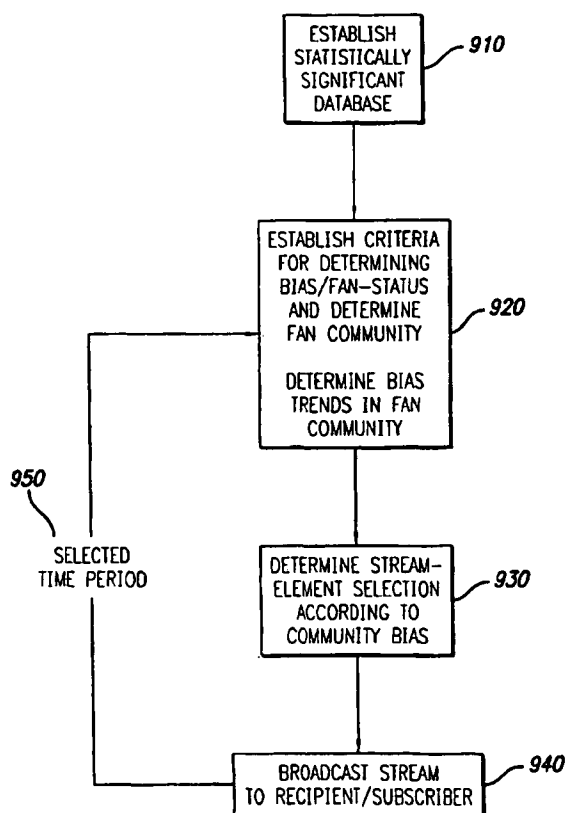 ESTABLISH
STATISTICALLY
SIGNIFICANT
DATABASE
910
ESTABLISH CRITERIA
FOR DETERMINING
BIAS/FAN-STATUS
AND DETERMINE
FAN COMMUNITY
DETERMINE BIAS
TRENDS IN FAN
COMMUNITY
920
950
SELECTED
TIME PERIOD
DETERMINE STREAM-
ELEMENT SELECTION
ACCORDING TO
COMMUNITY BIAS
930
BROADCAST STREAM
TO RECIPIENT/SUBSCRIBER
940